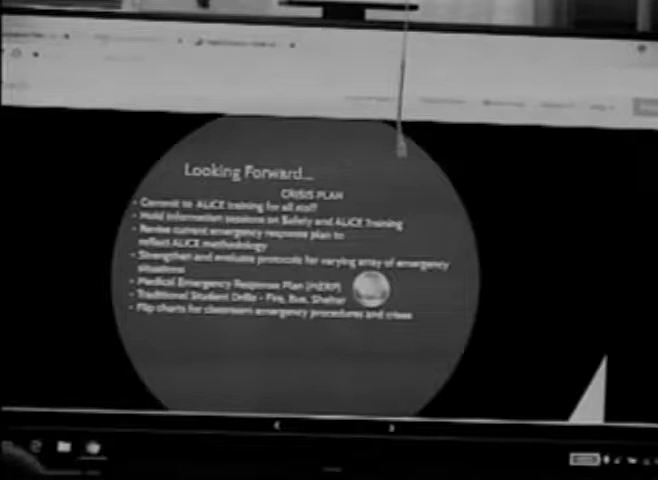 Looking Forward...
CRISIS PLAN
• Commit to ALICE training for all staff
• Hold information sessions on Safety and ALICE Training
• Revise current emergency response plan to
reflect ALICE methodology
• Strengthen and evaluate protocols for varying array of emergency
situations
• Medical Emergency Response Plan (MERP)
• Traditional Student Drills - Fire, Bus, Shelter
• Flip charts for classroom emergency procedures and crises